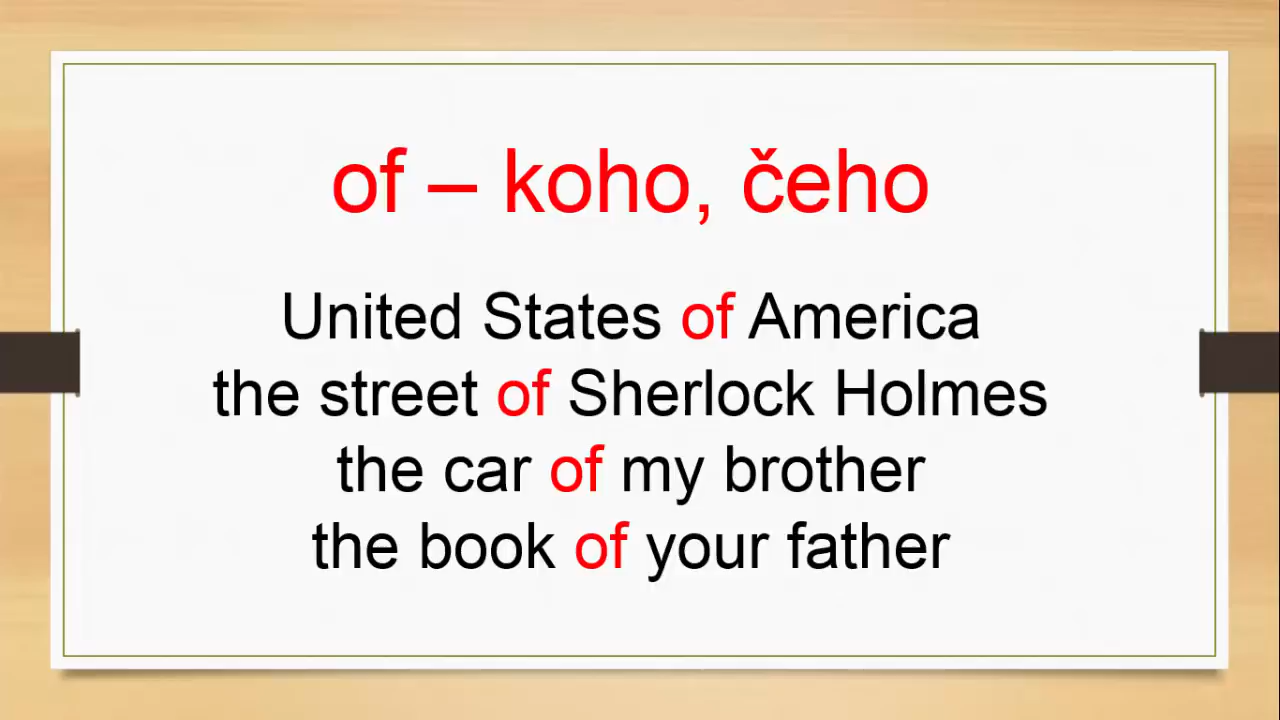 of – koho, čeho
United States of America
the street of Sherlock Holmes
the car of my brother
the book of your father